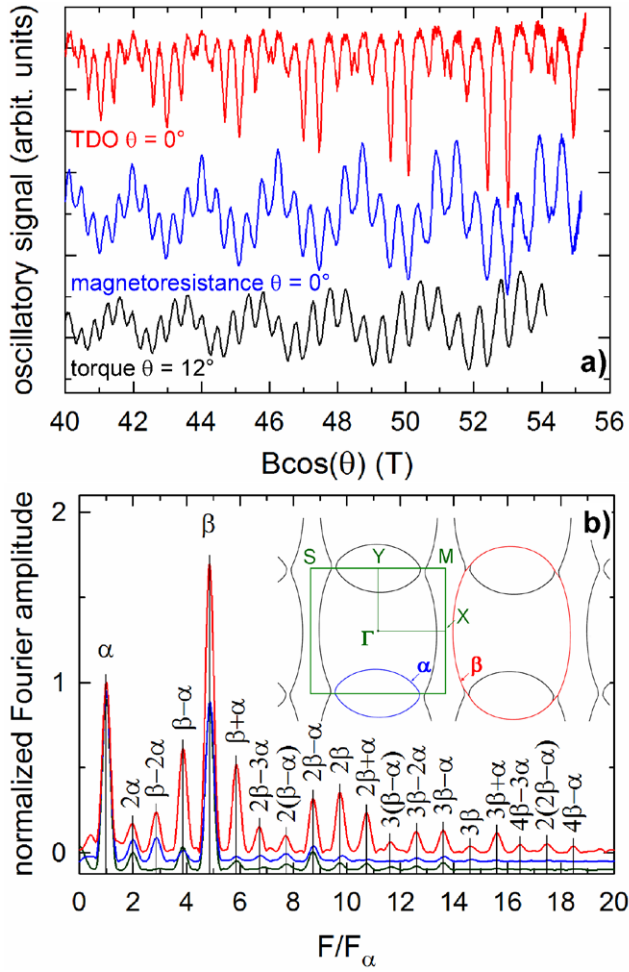 oscillatory signal (arbit. units)
TDO θ = 0°
magnetoresistance θ = 0°
torque θ = 12°
a)
40 42 44 46 48 50 52 54 56
Bcos(θ) (T)
b)
normalized Fourier amplitude
2
1
0
α
2α
β−2α
β−α
β
β+α
2β−3α
2(β−α)
2β−α
2β
2β+α
3(β−α)
3β−2α
3β−α
3β
3β+α
4β−3α
2(2β−α)
4β−α
S Y M
X
Γ
α
β
0 2 4 6 8 10 12 14 16 18 20
F/Fα